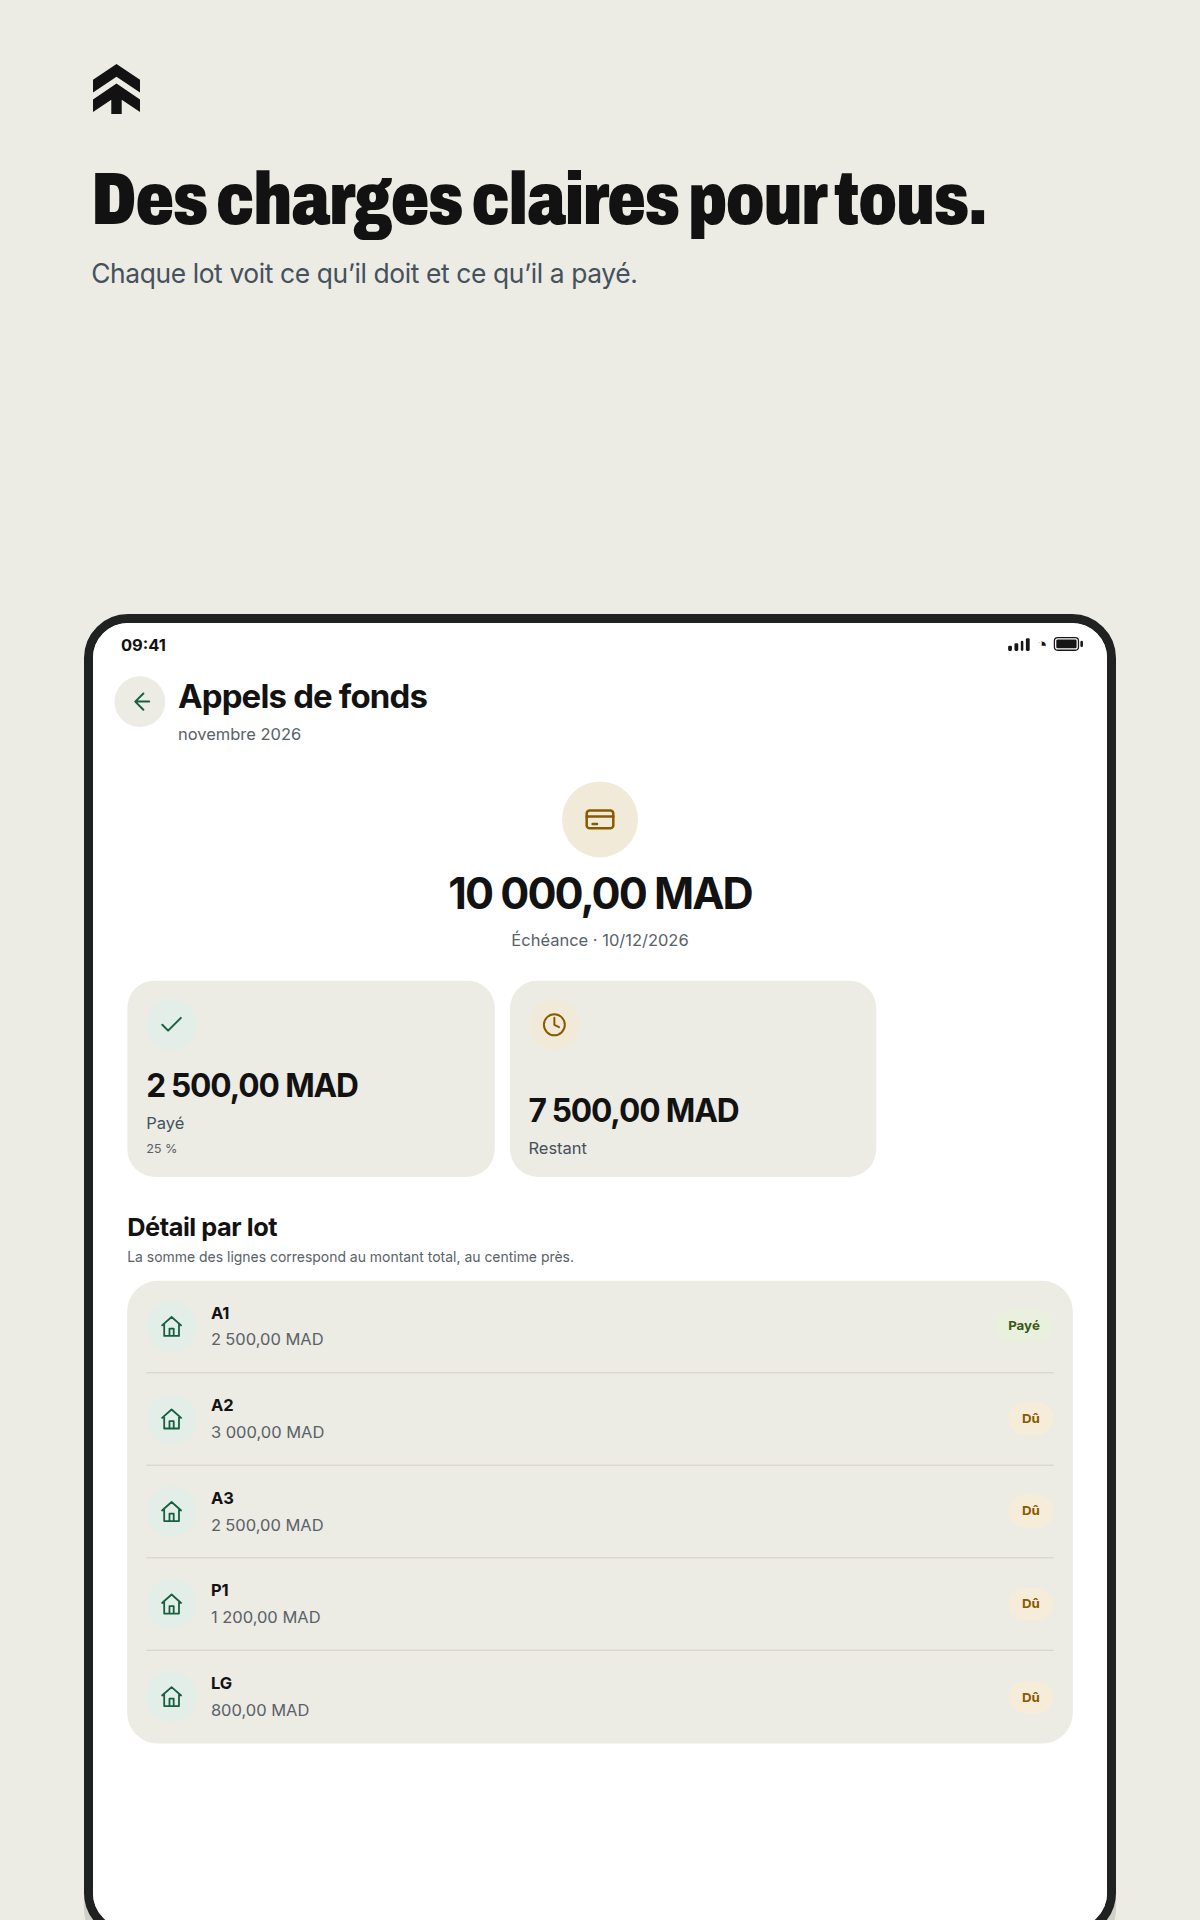 Des charges claires pour tous.
Chaque lot voit ce qu’il doit et ce qu’il a payé.
09:41
Appels de fonds
novembre 2026
10 000,00 MAD
Échéance · 10/12/2026
2 500,00 MAD
Payé
25 %
7 500,00 MAD
Restant
Détail par lot
La somme des lignes correspond au montant total, au centime près.
A1
2 500,00 MAD
Payé
A2
3 000,00 MAD
Dû
A3
2 500,00 MAD
Dû
P1
1 200,00 MAD
Dû
LG
800,00 MAD
Dû